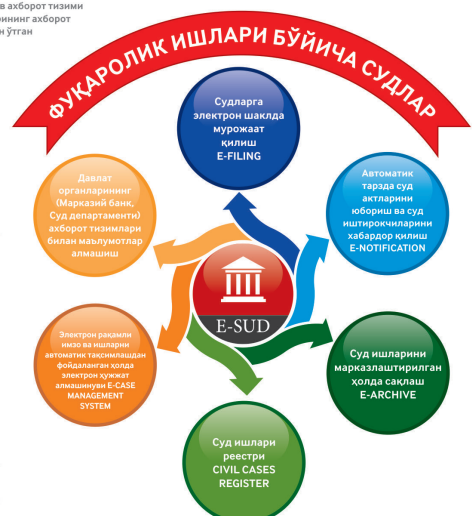 в ахборот тизими
рининг ахборот
н ўтган
ФУҚАРОЛИК ИШЛАРИ БЎЙИЧА СУДЛАР
Судларга
электрон шаклда
мурожаат
қилиш
E-FILING
Давлат
органларининг
(Марказий банк,
Суд департаменти)
ахборот тизимлари
билан маълумотлар
алмашиш
Автоматик
тарзда суд
актларини
юбориш ва суд
иштирокчиларини
хабардор қилиш
E-NOTIFICATION
E-SUD
Электрон рақамли
имзо ва ишларни
автоматик тақсимлашдан
фойдаланган ҳолда
электрон ҳужжат
алмашинуви E-CASE
MANAGEMENT
SYSTEM
Суд ишларини
марказлаштирилган
ҳолда сақлаш
E-ARCHIVE
Суд ишлари
реестри
CIVIL CASES
REGISTER